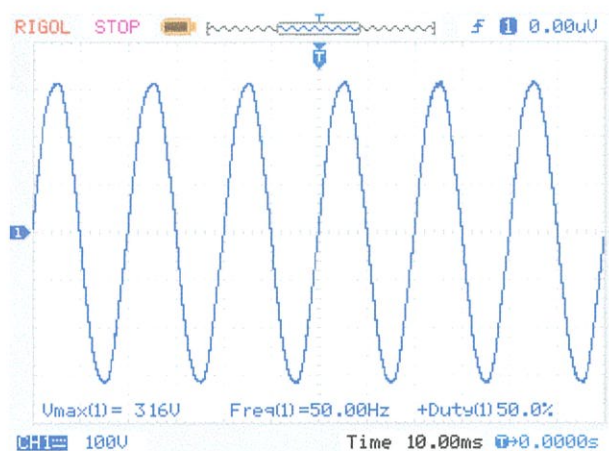 RIGOL STOP T 1 0.00uV
T
1
Vmax(1)= 316V Freq(1)=50.00Hz +Duty(1)50.0%
CH1 100V Time 10.00ms T→0.0000s